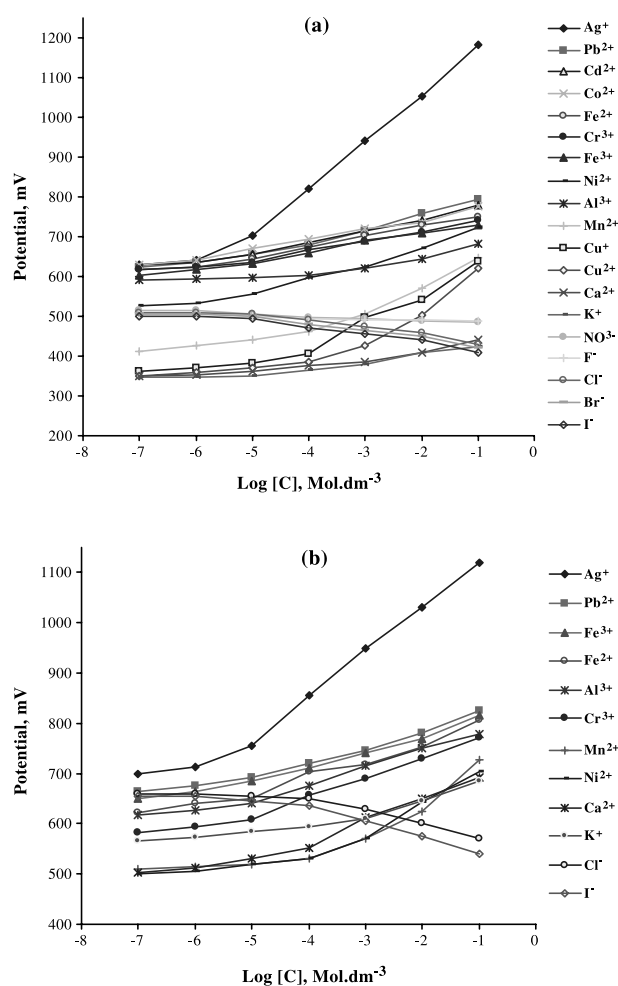 (a)
1200
1100
1000
900
800
700
600
500
400
300
200
-8 -7 -6 -5 -4 -3 -2 -1 0
Potential, mV
Log [C], Mol.dm-3
Ag+
Pb2+
Cd2+
Co2+
Fe2+
Cr3+
Fe3+
Ni2+
Al3+
Mn2+
Cu+
Cu2+
Ca2+
K+
NO3-
F-
Cl-
Br-
I-
(b)
1100
1000
900
800
700
600
500
400
-8 -7 -6 -5 -4 -3 -2 -1 0
Potential, mV
Log [C], Mol.dm-3
Ag+
Pb2+
Fe3+
Fe2+
Al3+
Cr3+
Mn2+
Ni2+
Ca2+
K+
Cl-
I-